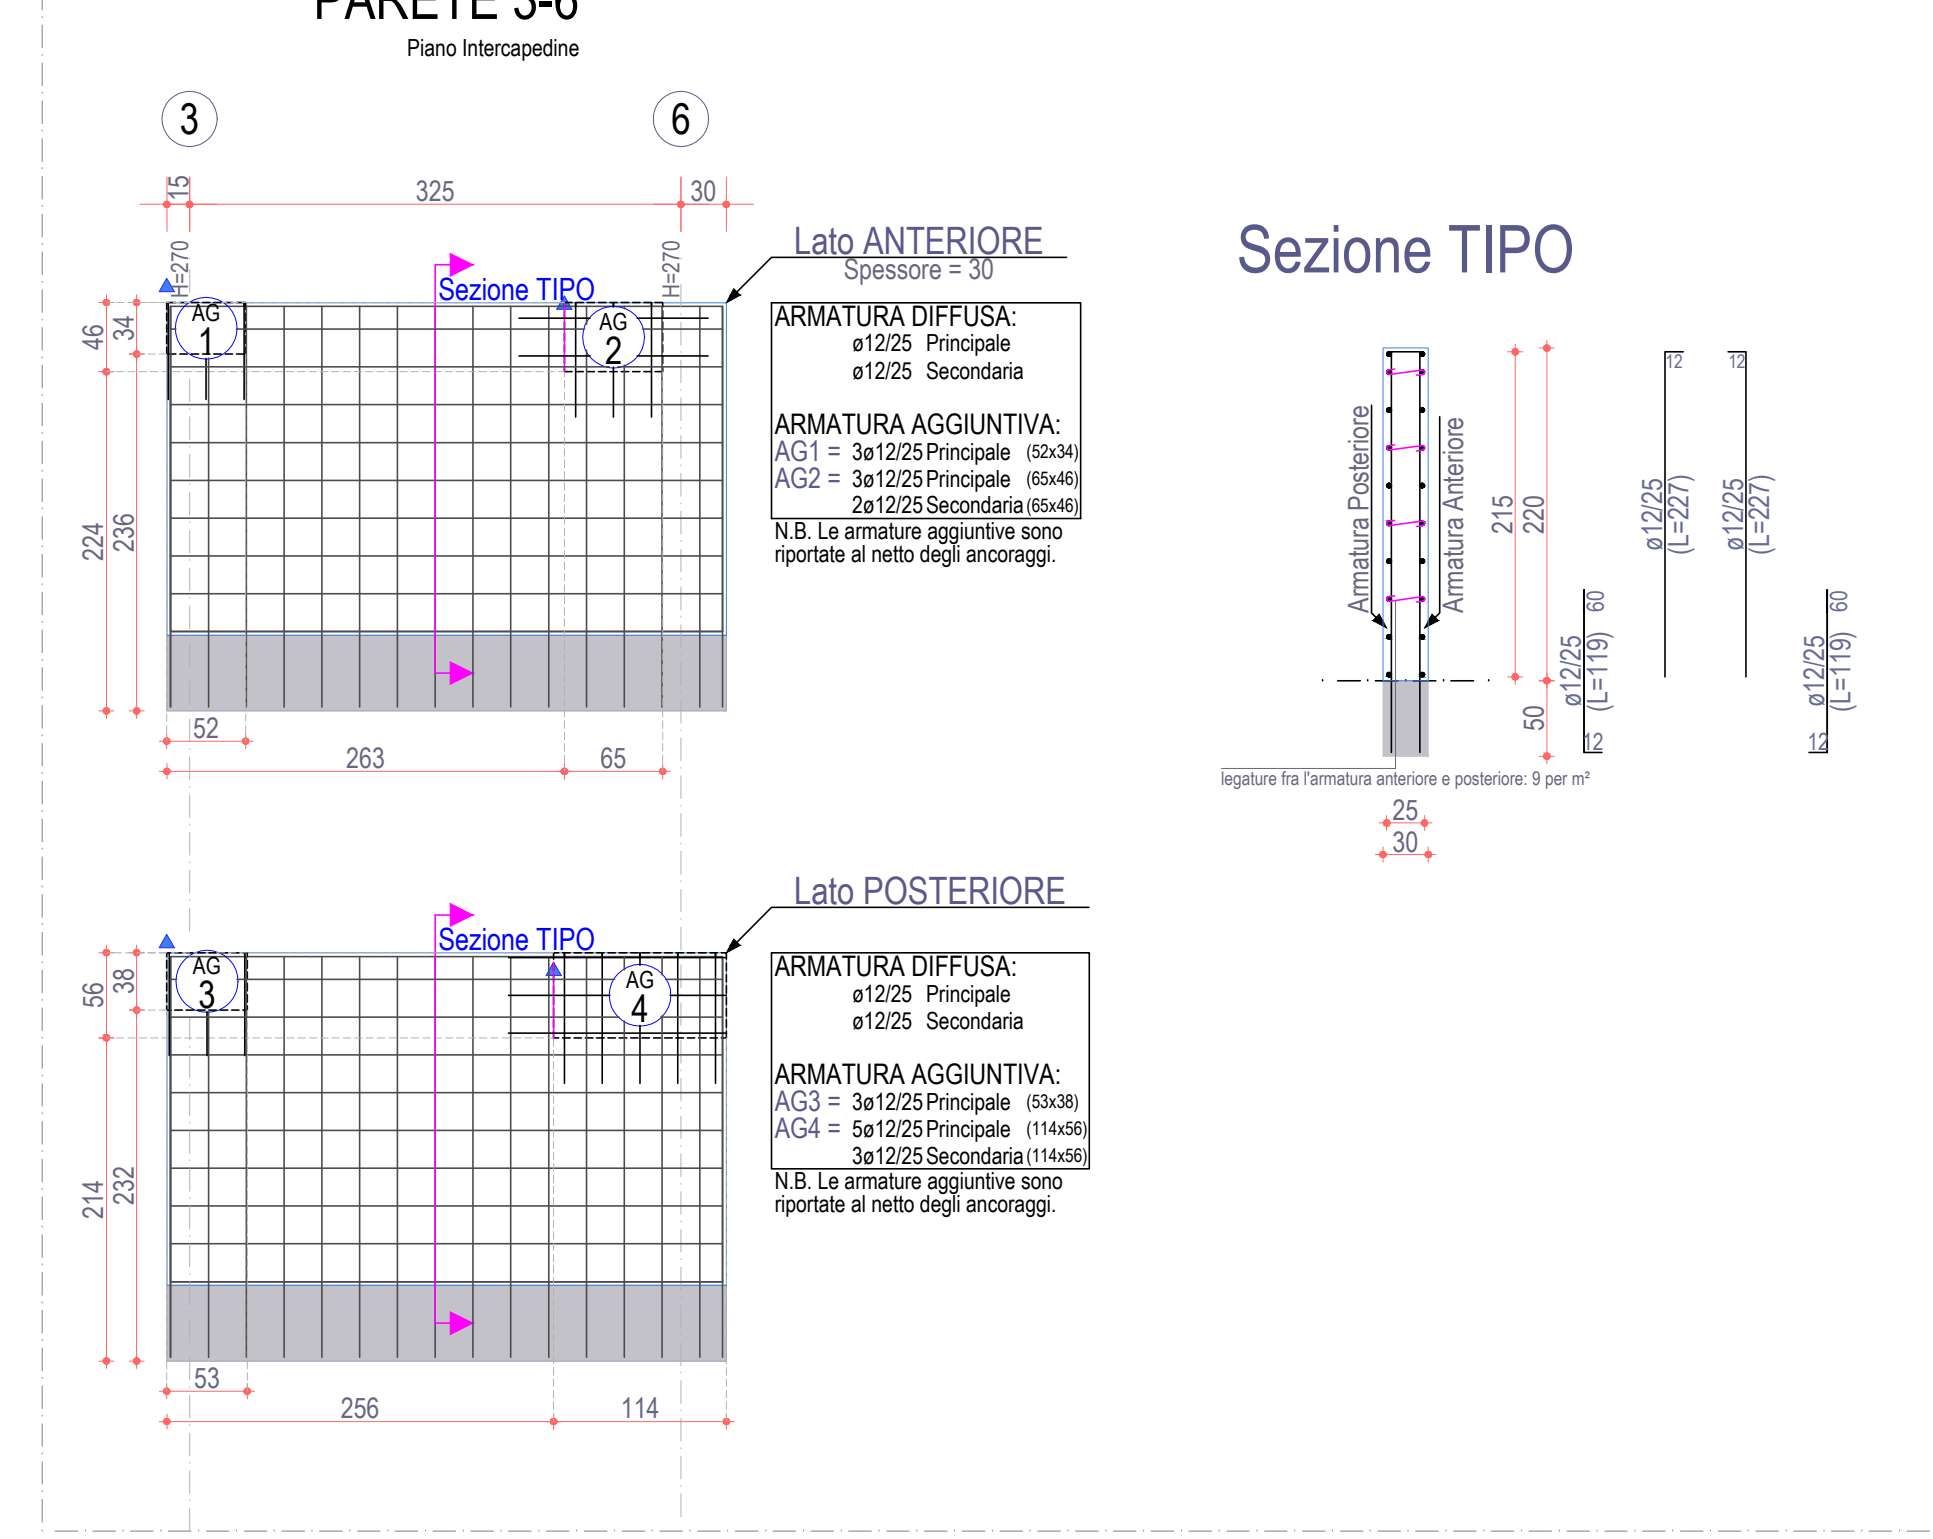 PARETE 3-6
Piano Intercapedine
3
6
15
325
30
H=270
H=270
Lato ANTERIORE
Spessore = 30
Sezione TIPO
AG
1
AG
2
46
34
224
236
52
263
65
ARMATURA DIFFUSA:
ø12/25 Principale
ø12/25 Secondaria
ARMATURA AGGIUNTIVA:
AG1 = 3ø12/25 Principale (52x34)
AG2 = 3ø12/25 Principale (65x46)
2ø12/25 Secondaria (65x46)
N.B. Le armature aggiuntive sono
riportate al netto degli ancoraggi.
Sezione TIPO
Armatura Posteriore
Armatura Anteriore
215
220
50
12
12
ø12/25
(L=227)
ø12/25
(L=227)
60
ø12/25
(L=119)
12
60
ø12/25
(L=119)
12
legature fra l'armatura anteriore e posteriore: 9 per m²
25
30
Lato POSTERIORE
Sezione TIPO
AG
3
AG
4
56
38
214
232
53
256
114
ARMATURA DIFFUSA:
ø12/25 Principale
ø12/25 Secondaria
ARMATURA AGGIUNTIVA:
AG3 = 3ø12/25 Principale (53x38)
AG4 = 5ø12/25 Principale (114x56)
3ø12/25 Secondaria (114x56)
N.B. Le armature aggiuntive sono
riportate al netto degli ancoraggi.